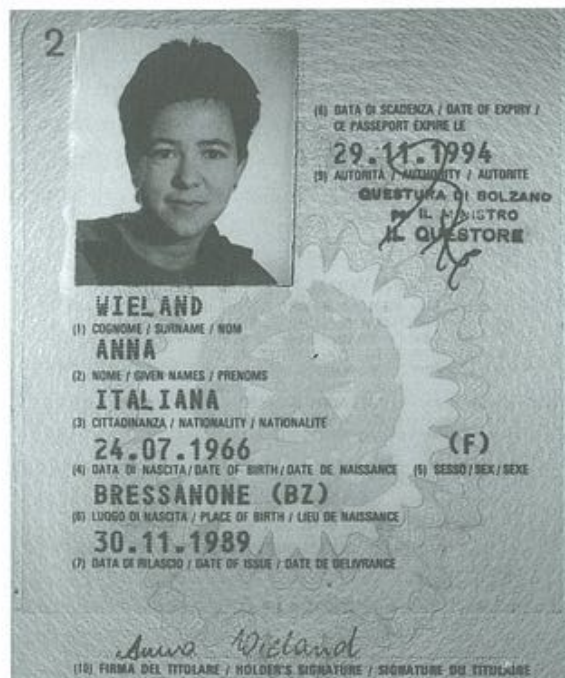 2
(8) DATA DI SCADENZA / DATE OF EXPIRY /
CE PASSEPORT EXPIRE LE
29.11.1994
(9) AUTORITÀ / AUTHORITY / AUTORITE
QUESTURA DI BOLZANO
per IL MINISTRO
IL QUESTORE
WIELAND
(1) COGNOME / SURNAME / NOM
ANNA
(2) NOME / GIVEN NAMES / PRENOMS
ITALIANA
(3) CITTADINANZA / NATIONALITY / NATIONALITÉ
24.07.1966 (F)
(4) DATA DI NASCITA / DATE OF BIRTH / DATE DE NAISSANCE (5) SESSO / SEX / SEXE
BRESSANONE (BZ)
(6) LUOGO DI NASCITA / PLACE OF BIRTH / LIEU DE NAISSANCE
30.11.1989
(7) DATA DI RILASCIO / DATE OF ISSUE / DATE DE DELIVRANCE
Anna Wieland
(10) FIRMA DEL TITOLARE / HOLDER'S SIGNATURE / SIGNATURE DU TITULAIRE